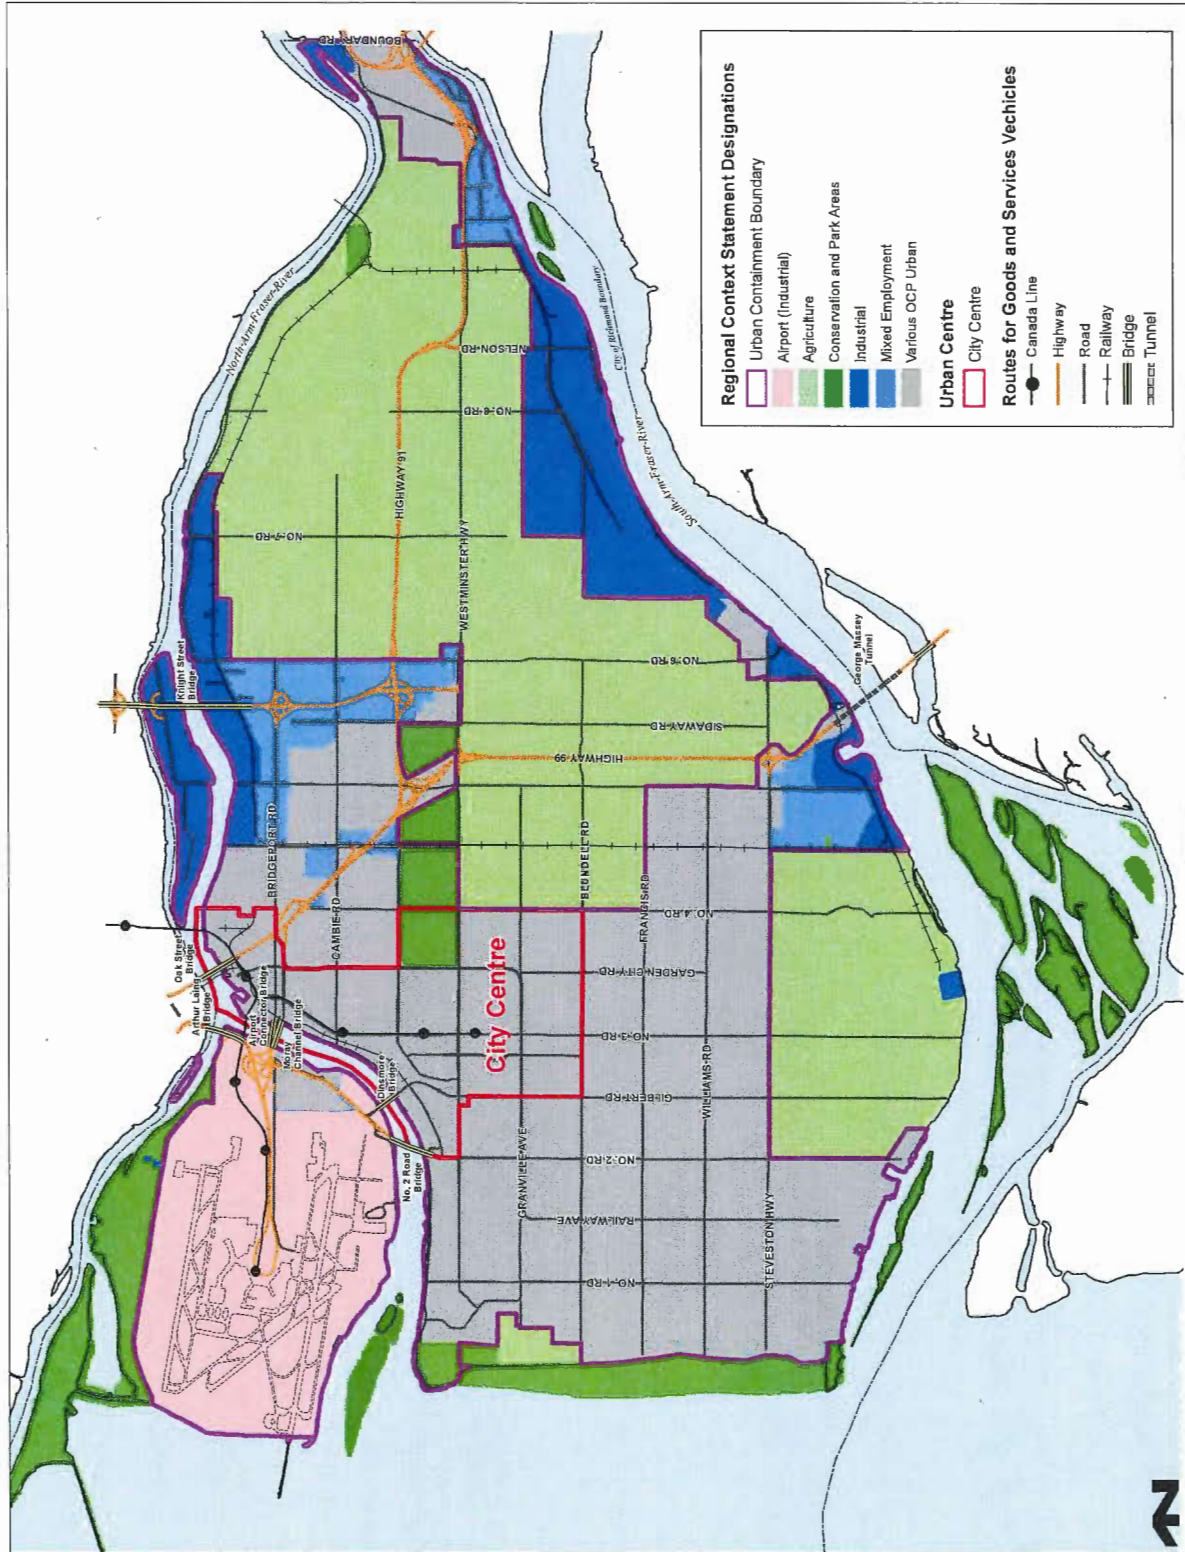 BOUNDARY RD
North-Arm-Fraser-River
Knight Street
Bridge
Oak Street
Bridge
Arthur Laing
Bridge
Airport
Connector Bridge
Moray
Channel Bridge
Dinsmore
Bridge
No. 2 Road
Bridge
BRIDGEPORT RD
CAMBIE-RD
HIGHWAY 91
WESTMINSTER HWY
NELSON RD
NO.-8-RD
NO.-7-RD
NO.-6-RD
SIDAWAY RD
HIGHWAY 99
GRANVILLE-AVE
BLUNDELL RD
FRANCIS-RD
NO.-4-RD
GARDEN CITY RD
NO.-3-RD
WILLIAMS-RD
GILBERT-RD
NO.-2-RD
RAILWAY-AVE
NO.-1-RD
STEVESTON HWY
City Centre
George Massey
Tunnel
City of Richmond Boundary
South-Arm-Fraser-River
Regional Context Statement Designations
Urban Containment Boundary
Airport (Industrial)
Agriculture
Conservation and Park Areas
Industrial
Mixed Employment
Various OCP Urban
Urban Centre
City Centre
Routes for Goods and Services Vechicles
Canada Line
Highway
Road
Railway
Bridge
Tunnel
N